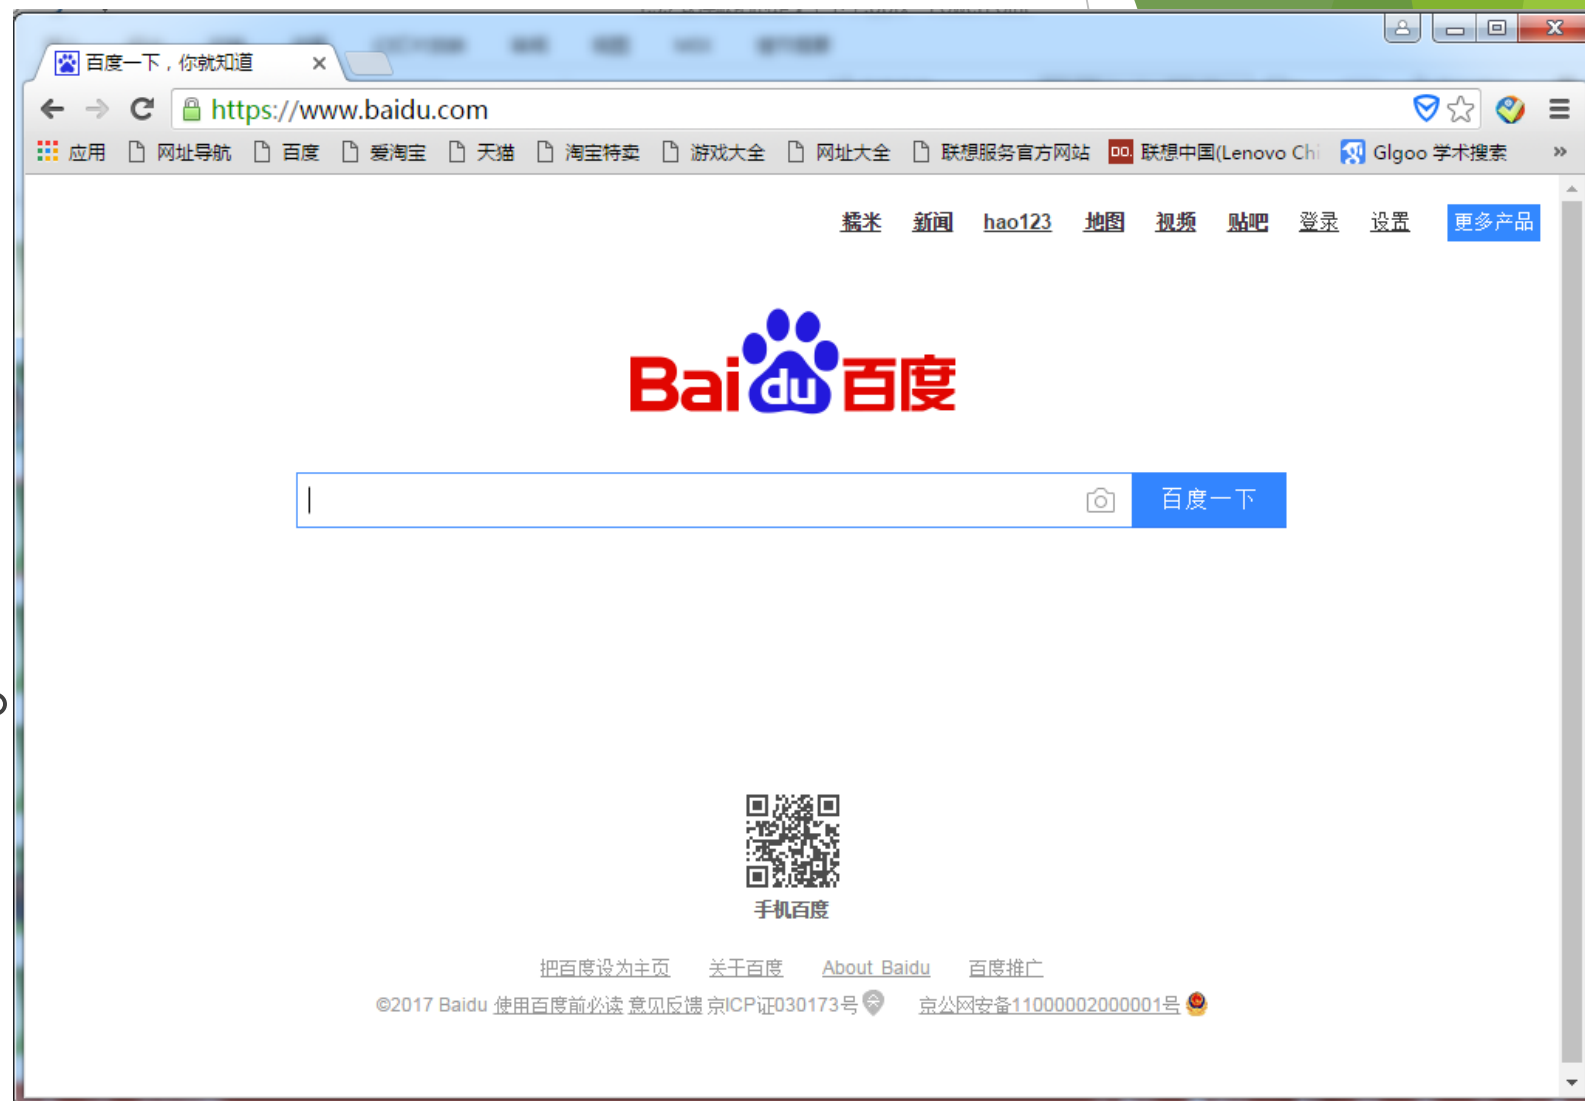 百度一下，你就知道
https://www.baidu.com
应用 网址导航 百度 爱淘宝 天猫 淘宝特卖 游戏大全 网址大全 联想服务官方网站 联想中国(Lenovo Chi Glgoo 学术搜索 »
糯米 新闻 hao123 地图 视频 贴吧 登录 设置 更多产品
Bai du 百度
百度一下
手机百度
把百度设为主页 关于百度 About Baidu 百度推广
©2017 Baidu 使用百度前必读 意见反馈 京ICP证030173号 京公网安备11000002000001号